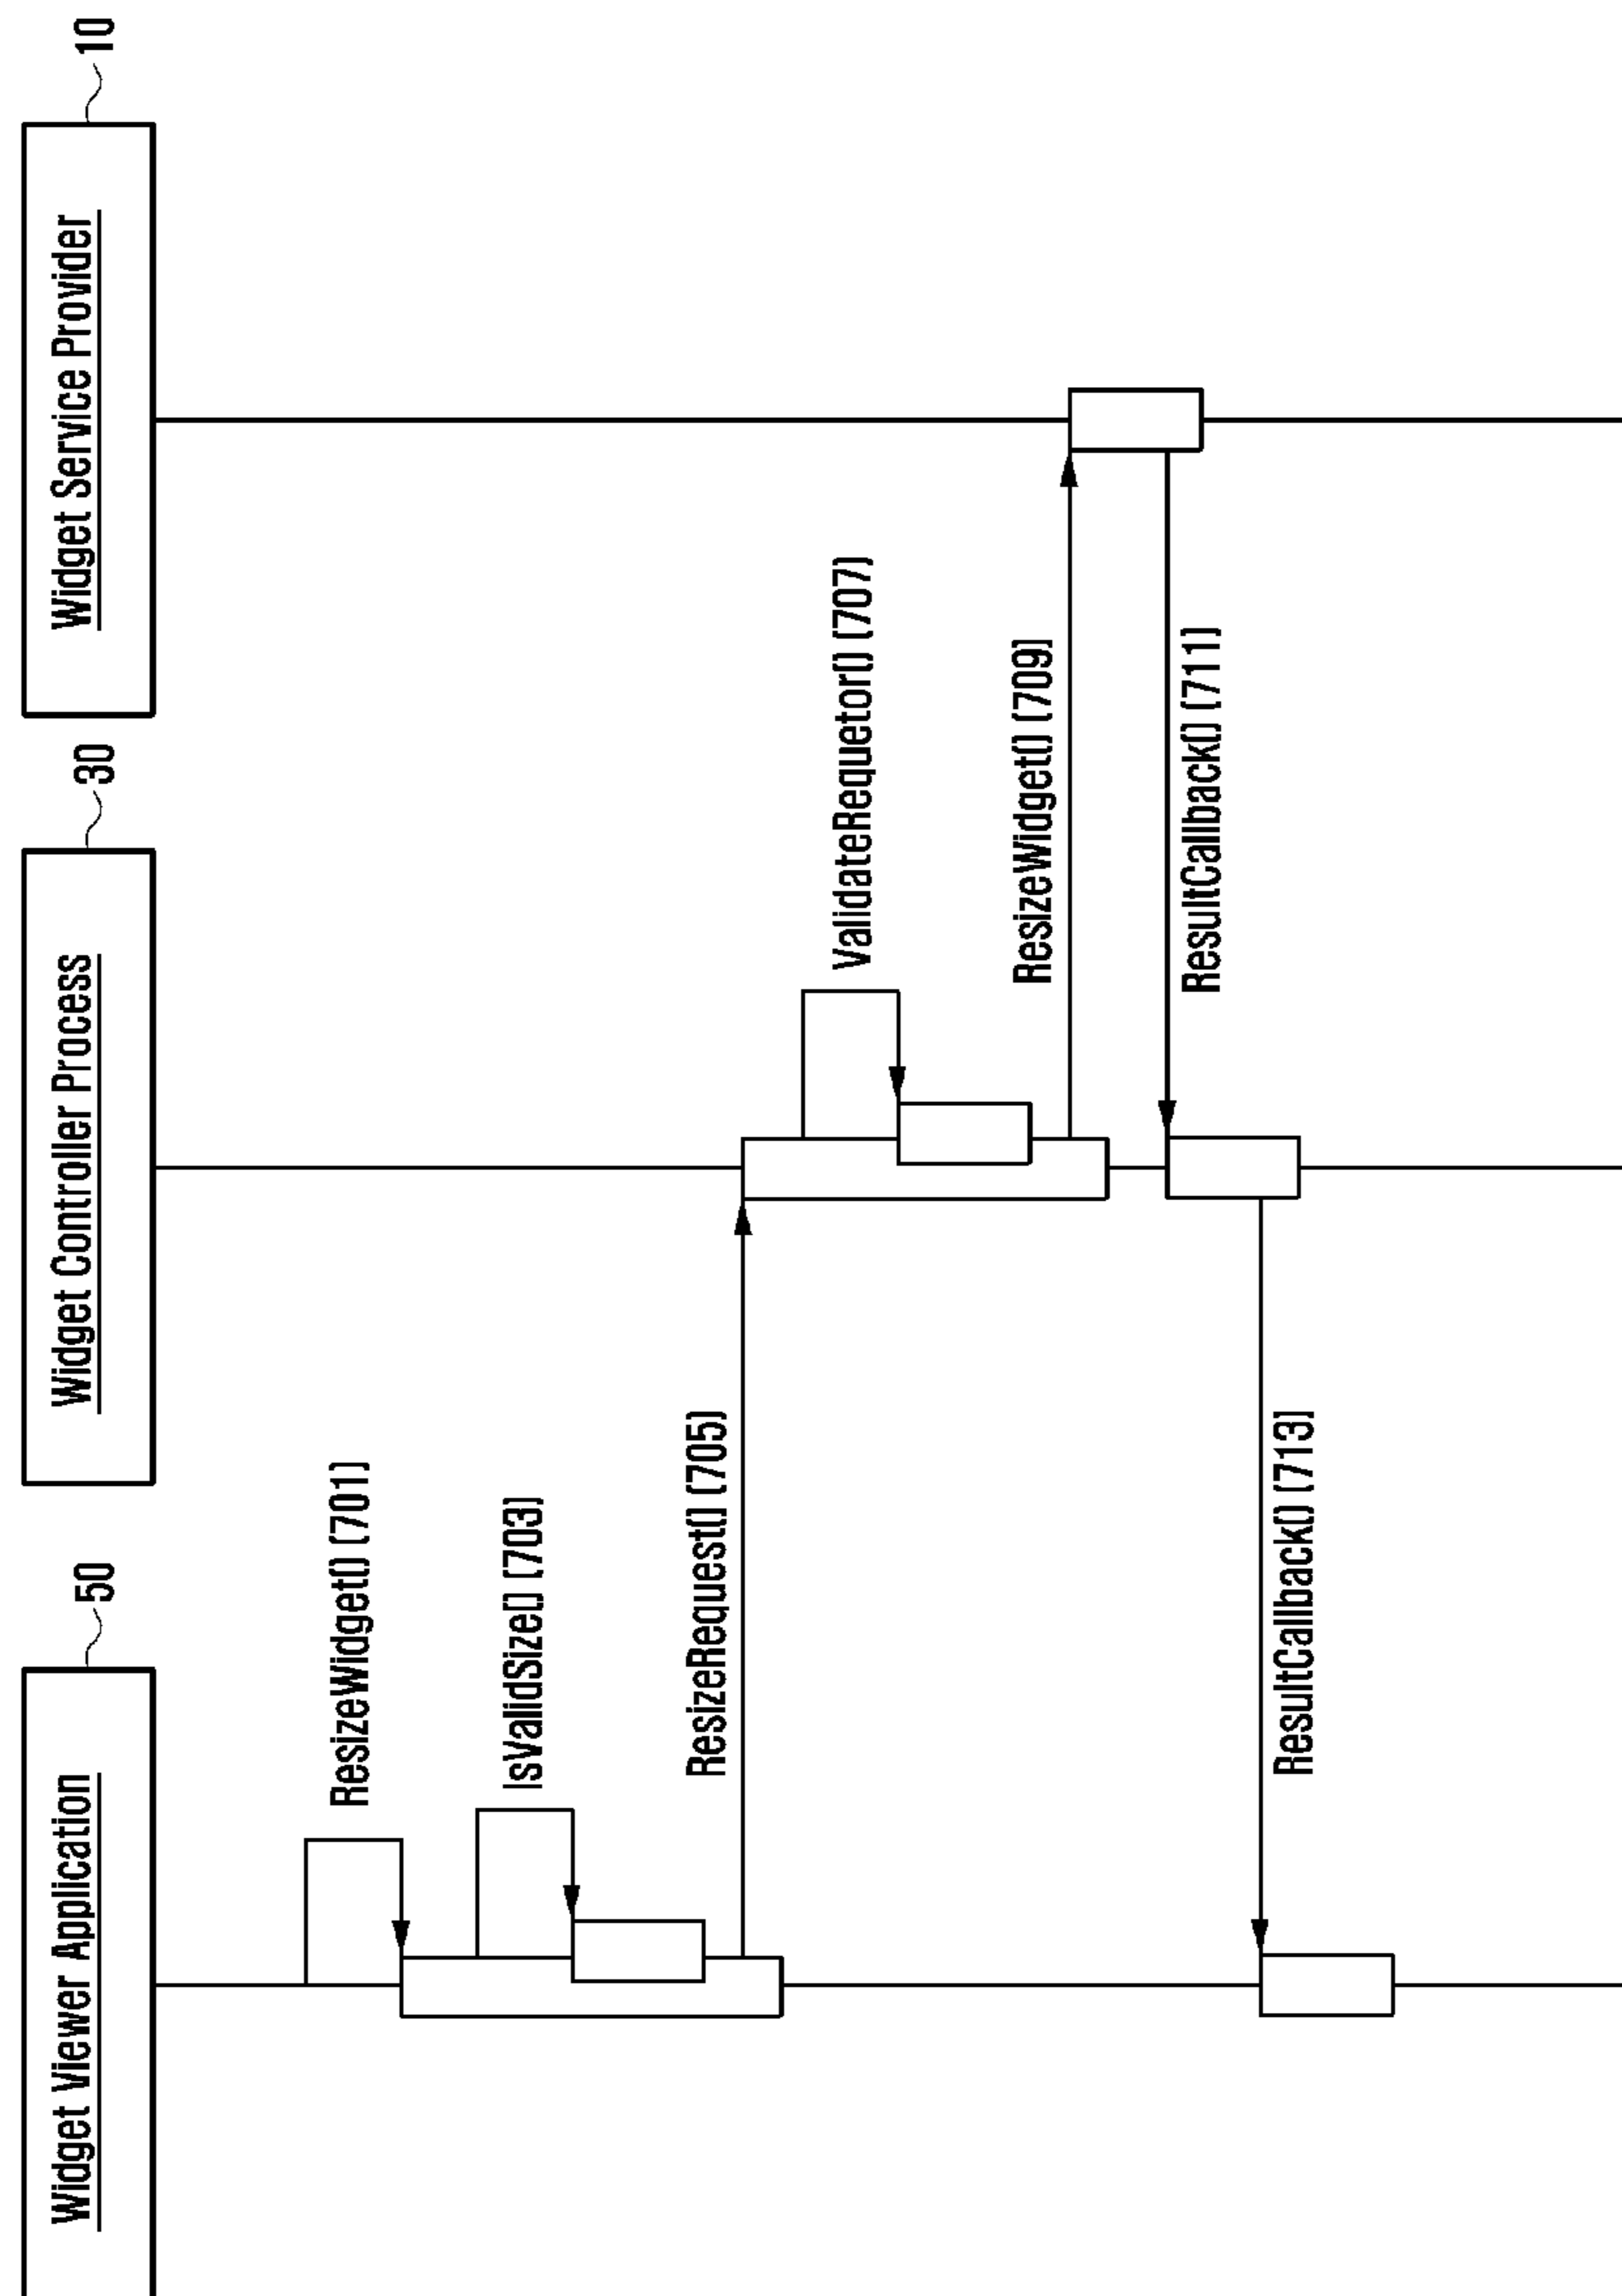 Widget Viewer Application
50
Widget Controller Process
30
Widget Service Provider
10
ResizeWidget() (701)
IsValidSize() (703)
ResizeRequest() (705)
ValidateRequetor() (707)
ResizeWidget() (709)
ResultCallback() (711)
ResultCallback() (713)